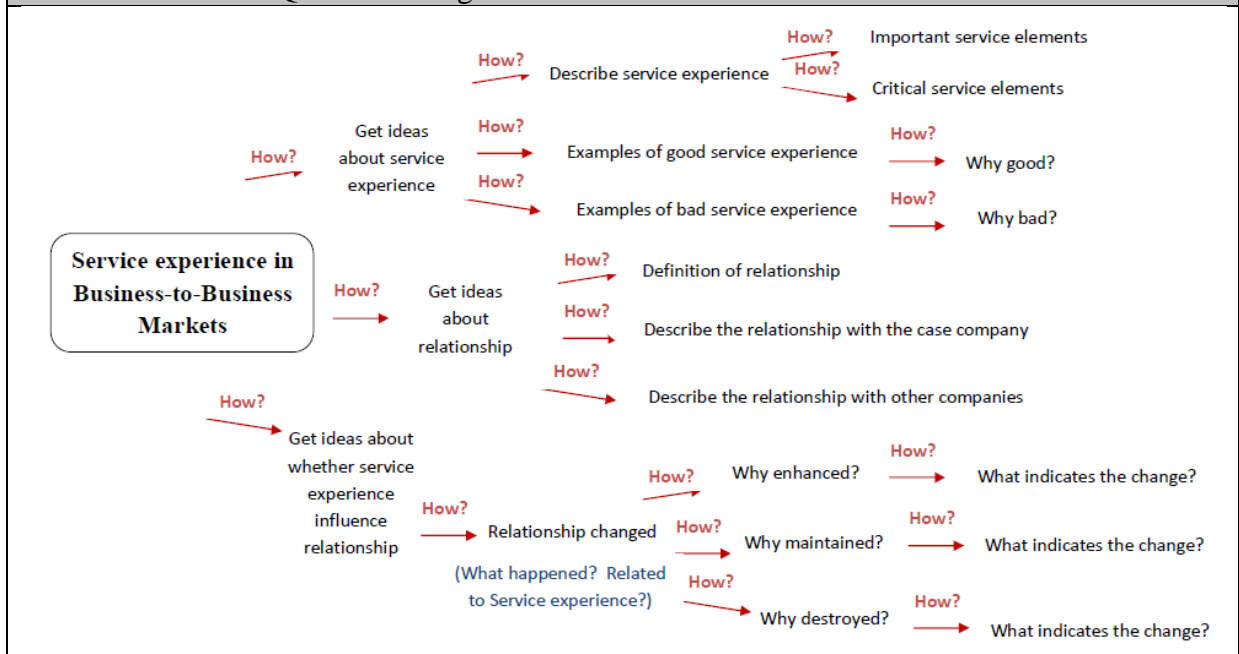 How?
Important service elements
How?
Describe service experience
How?
Critical service elements
Get ideas
about service
experience
How?
How?
Examples of good service experience
How?
Why good?
How?
Examples of bad service experience
How?
Why bad?
Service experience in
Business-to-Business
Markets
How?
Get ideas
about
relationship
How?
Definition of relationship
How?
Describe the relationship with the case company
How?
Describe the relationship with other companies
How?
Get ideas about
whether service
experience
influence
relationship
How?
Relationship changed
(What happened? Related
to Service experience?)
How?
Why enhanced?
How?
What indicates the change?
How?
Why maintained?
How?
What indicates the change?
How?
Why destroyed?
How?
What indicates the change?